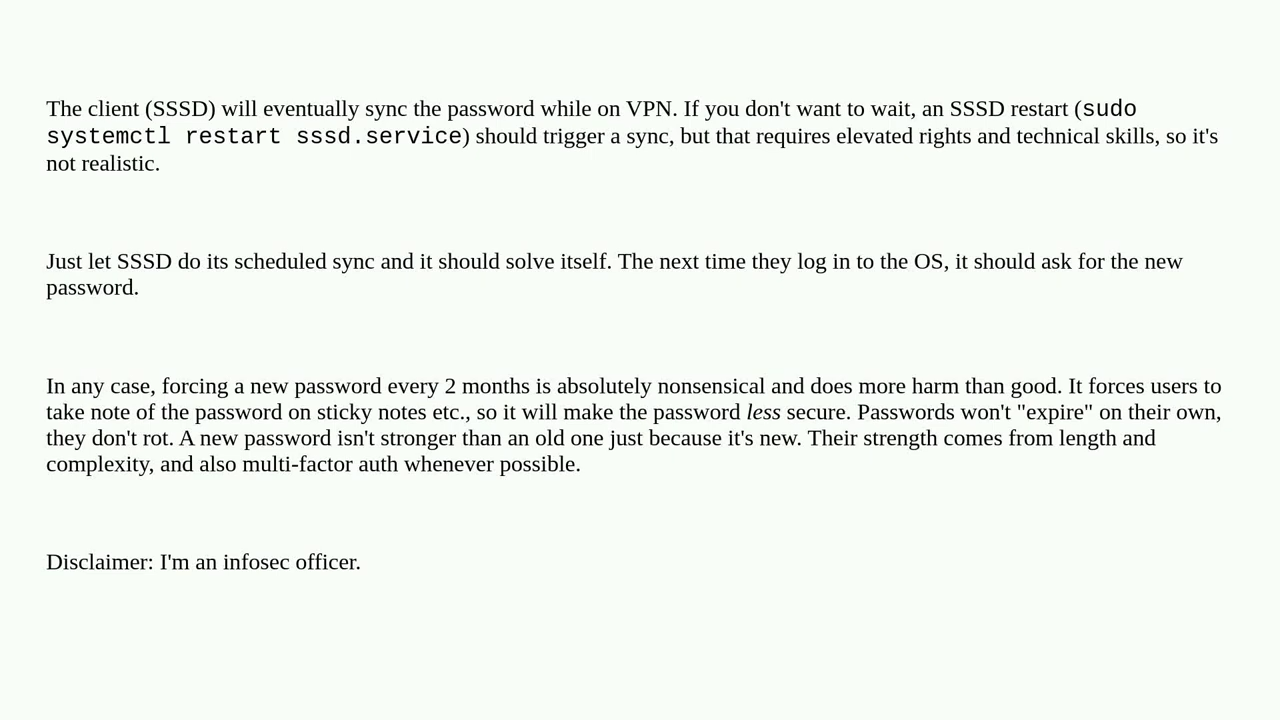 The client (SSSD) will eventually sync the password while on VPN. If you don't want to wait, an SSSD restart (sudo
systemctl restart sssd.service) should trigger a sync, but that requires elevated rights and technical skills, so it's
not realistic.
Just let SSSD do its scheduled sync and it should solve itself. The next time they log in to the OS, it should ask for the new
password.
In any case, forcing a new password every 2 months is absolutely nonsensical and does more harm than good. It forces users to
take note of the password on sticky notes etc., so it will make the password less secure. Passwords won't "expire" on their own,
they don't rot. A new password isn't stronger than an old one just because it's new. Their strength comes from length and
complexity, and also multi-factor auth whenever possible.
Disclaimer: I'm an infosec officer.